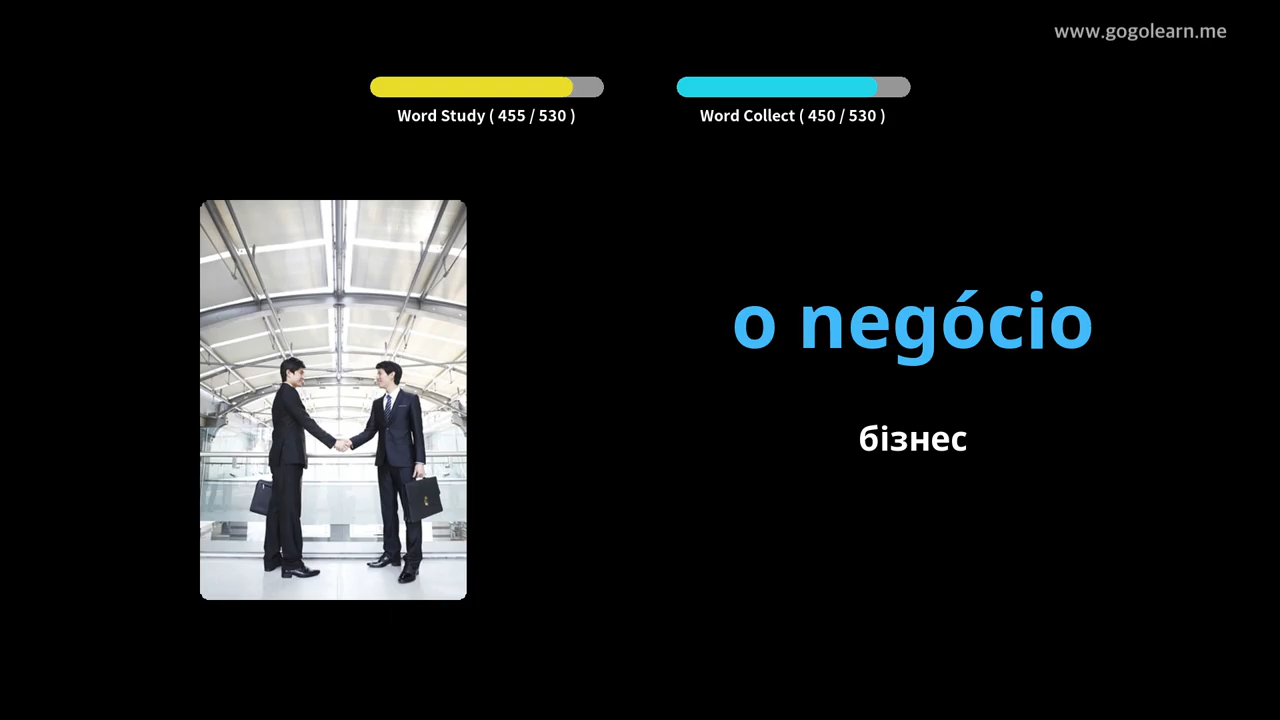 www.gogolearn.me
Word Study ( 455 / 530 )
Word Collect ( 450 / 530 )
o negócio
бізнес